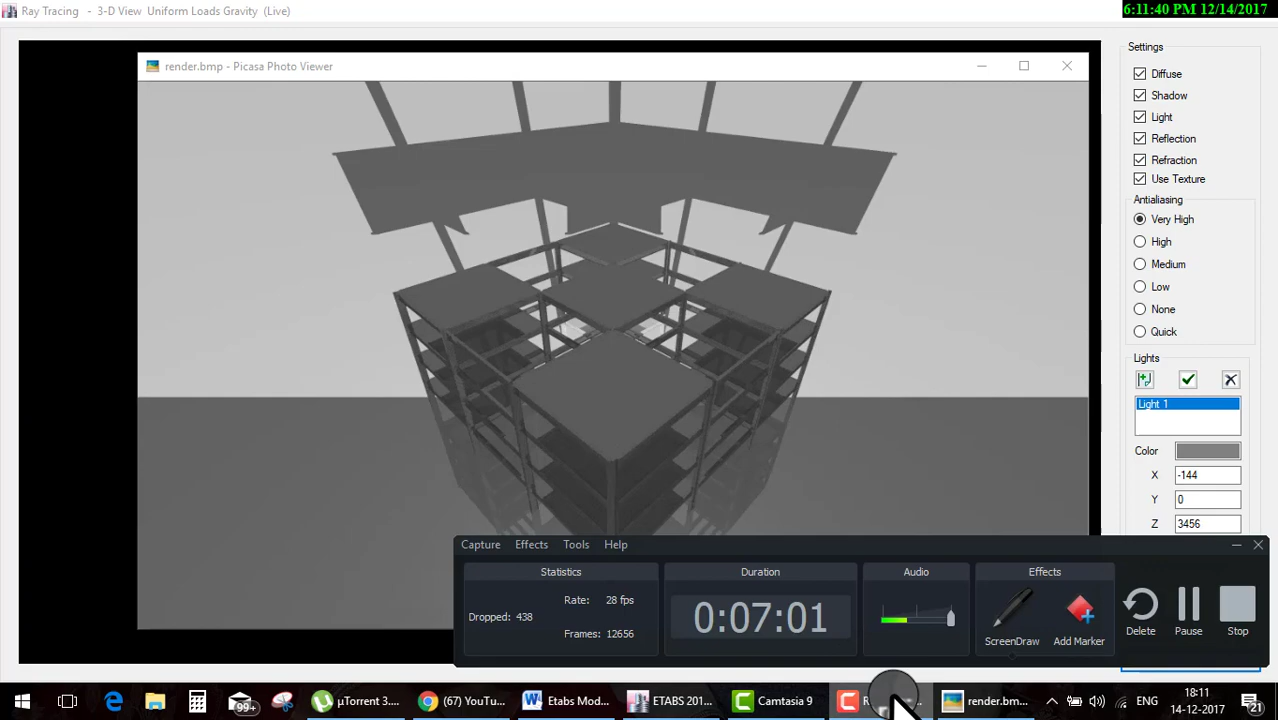 Ray Tracing - 3-D View Uniform Loads Gravity (Live)
6:11:40 PM 12/14/2017
render.bmp - Picasa Photo Viewer
Settings
Diffuse
Shadow
Light
Reflection
Refraction
Use Texture
Antialiasing
Very High
High
Medium
Low
None
Quick
Lights
Light 1
Color
X -144
Y 0
Z 3456
Capture Effects Tools Help
Statistics
Duration
Audio
Effects
Rate: 28 fps
Dropped: 438
Frames: 12656
0:07:01
ScreenDraw
Add Marker
Delete
Pause
Stop
99+
µTorrent 3....
(67) YouTu...
Etabs Mod...
ETABS 201...
Camtasia 9
render.bm...
ENG
18:11
14-12-2017
21